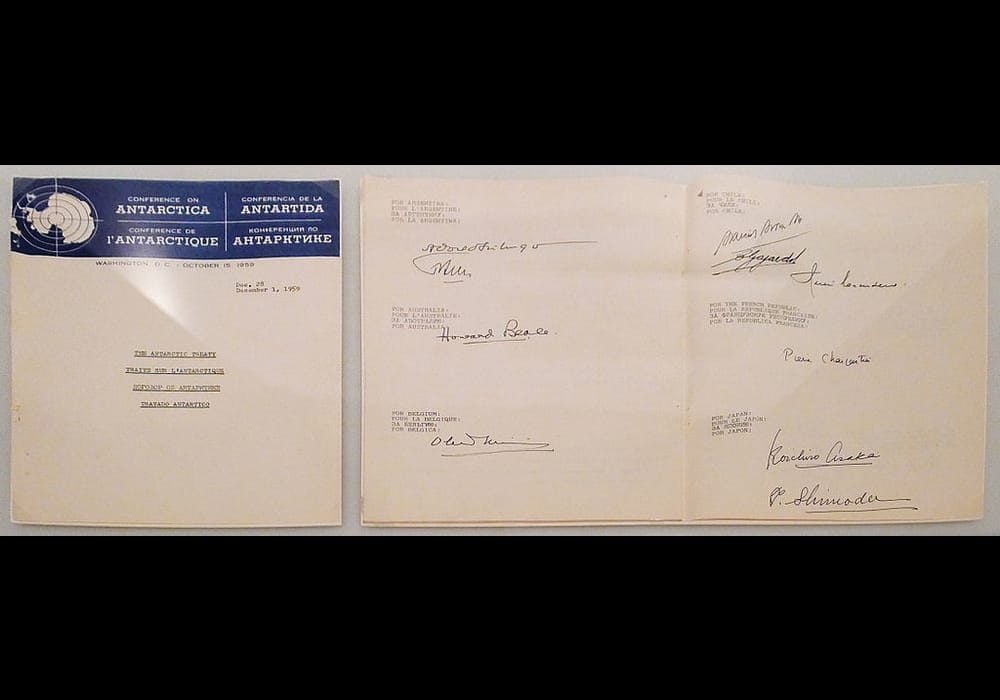 CONFERENCE ON
ANTARCTICA
CONFERENCIA DE LA
ANTARTIDA
CONFERENCE DE
l'ANTARCTIQUE
КОНФЕРЕНЦИЯ ПО
АНТАРКТИКЕ
WASHINGTON, D.C. · OCTOBER 15, 1959
Doc. 28
December 1, 1959
THE ANTARCTIC TREATY
TRAITE SUR L'ANTARCTIQUE
ДОГОВОР ОБ АНТАРКТИКЕ
TRATADO ANTARTICO
FOR ARGENTINA:
POUR L'ARGENTINE:
ЗА АРГЕНТИНУ:
POR LA ARGENTINA:
FOR AUSTRALIA:
POUR L'AUSTRALIE:
ЗА АВСТРАЛИЮ:
POR AUSTRALIA:
Howard Beale.
FOR BELGIUM:
POUR LA BELGIQUE:
ЗА БЕЛЬГИЮ:
POR BELGICA:
FOR CHILE:
POUR LE CHILI:
ЗА ЧИЛИ:
POR CHILE:
FOR THE FRENCH REPUBLIC:
POUR LA REPUBLIQUE FRANCAISE:
ЗА ФРАНЦУЗСКУЮ РЕСПУБЛИКУ:
POR LA REPUBLICA FRANCESA:
Pierre Charpentier
FOR JAPAN:
POUR LE JAPON:
ЗА ЯПОНИЮ:
POR JAPON:
Koichiro Asakai
T. Shimoda